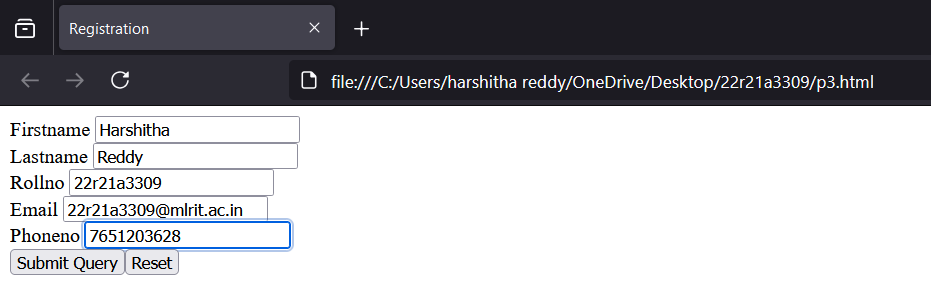 Registration
file:///C:/Users/harshitha reddy/OneDrive/Desktop/22r21a3309/p3.html
Firstname Harshitha
Lastname Reddy
Rollno 22r21a3309
Email 22r21a3309@mlrit.ac.in
Phoneno 7651203628
Submit Query Reset